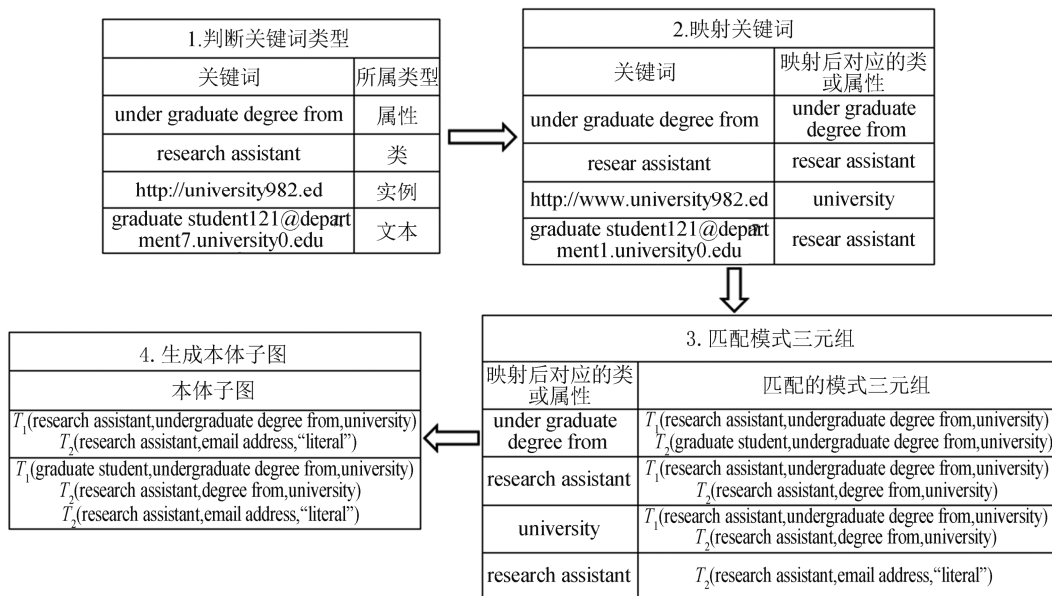 1.判断关键词类型
关键词 所属类型
under graduate degree from 属性
research assistant 类
http://university982.ed 实例
graduate student121@depart
ment7.university0.edu 文本
2.映射关键词
关键词 映射后对应的类
或属性
under graduate degree from under graduate
degree from
resear assistant resear assistant
http://www.university982.ed university
graduate student121@depart
ment1.university0.edu resear assistant
3. 匹配模式三元组
映射后对应的类
或属性 匹配的模式三元组
under graduate
degree from
T1(research assistant,undergraduate degree from,university)
T2(graduate student,undergraduate degree from,university)
research assistant
T1(research assistant,undergraduate degree from,university)
T2(research assistant,degree from,university)
university
T1(research assistant,undergraduate degree from,university)
T2(research assistant,degree from,university)
research assistant T2(research assistant,email address,“literal”)
4. 生成本体子图
本体子图
T1(research assistant,undergraduate degree from,university)
T2(research assistant,email address,“literal”)
T1(graduate student,undergraduate degree from,university)
T2(research assistant,degree from,university)
T2(research assistant,email address,“literal”)